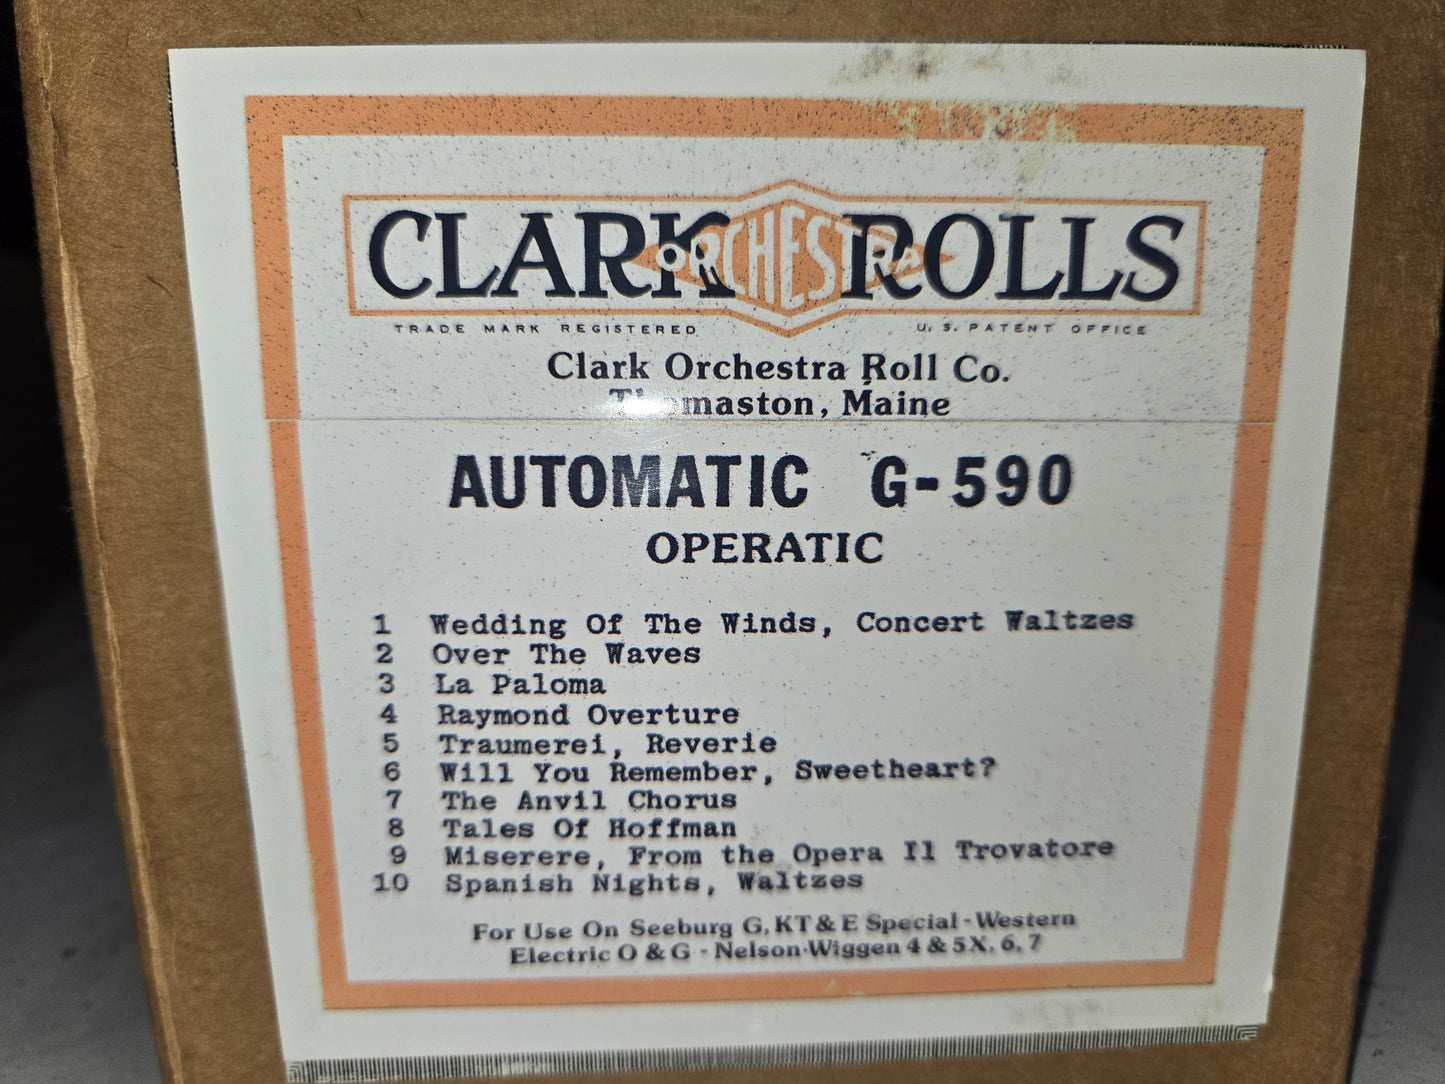 CLARK ORCHESTRA ROLLS
TRADE MARK REGISTERED U. S. PATENT OFFICE
Clark Orchestra Roll Co.
Thomaston, Maine
AUTOMATIC G-590
OPERATIC
1 Wedding Of The Winds, Concert Waltzes
2 Over The Waves
3 La Paloma
4 Raymond Overture
5 Traumerei, Reverie
6 Will You Remember, Sweetheart?
7 The Anvil Chorus
8 Tales Of Hoffman
9 Miserere, From the Opera Il Trovatore
10 Spanish Nights, Waltzes
For Use On Seeburg G, KT & E Special - Western
Electric O & G - Nelson-Wiggen 4 & 5X, 6, 7